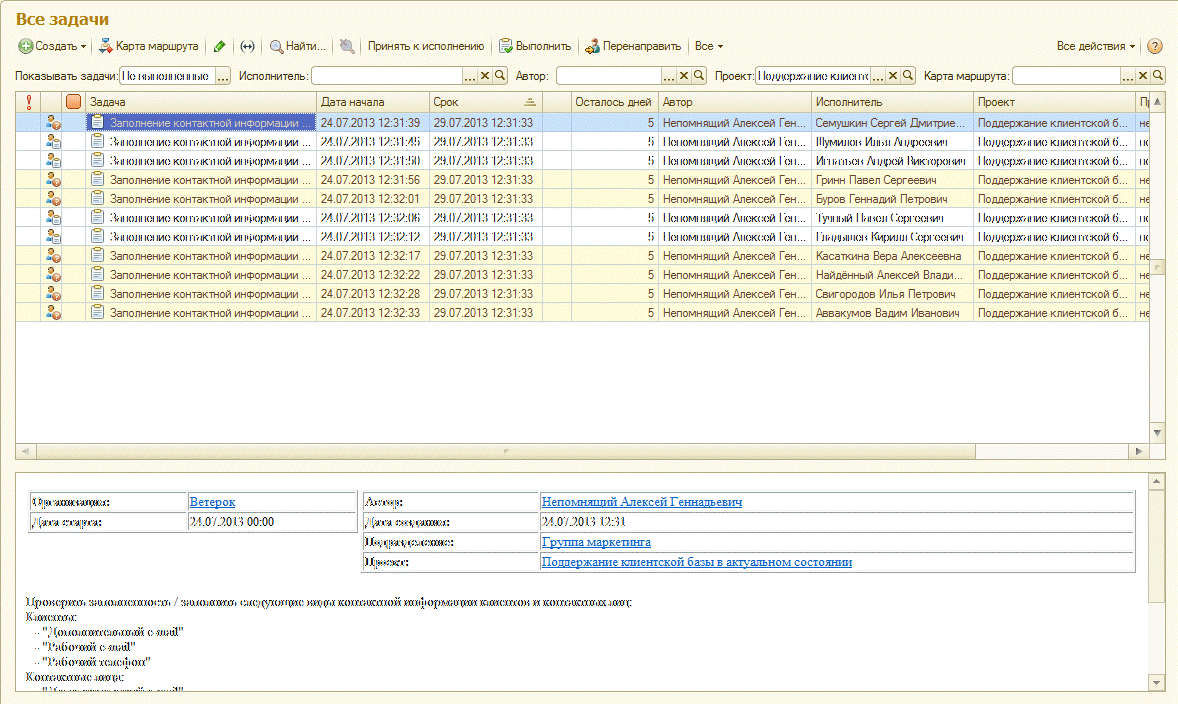 Все задачи
Создать Карта маршрута Найти... Принять к исполнению Выполнить Перенаправить Все Все действия ?
Показывать задачи: Не выполненные ... Исполнитель: ... Автор: ... Проект: Поддержание клиент ... Карта маршрута: ...
Задача Дата начала Срок Осталось дней Автор Исполнитель Проект П
Заполнение контактной информации ... 24.07.2013 12:31:39 29.07.2013 12:31:33 5 Непомнящий Алексей Ген... Семушкин Сергей Дмитрие... Поддержание клиентской б... не
Заполнение контактной информации ... 24.07.2013 12:31:45 29.07.2013 12:31:33 5 Непомнящий Алексей Ген... Шумилов Илья Андреевич Поддержание клиентской б... не
Заполнение контактной информации ... 24.07.2013 12:31:50 29.07.2013 12:31:33 5 Непомнящий Алексей Ген... Игнатьев Андрей Викторович Поддержание клиентской б... не
Заполнение контактной информации ... 24.07.2013 12:31:56 29.07.2013 12:31:33 5 Непомнящий Алексей Ген... Гринн Павел Сергеевич Поддержание клиентской б... не
Заполнение контактной информации ... 24.07.2013 12:32:01 29.07.2013 12:31:33 5 Непомнящий Алексей Ген... Буров Геннадий Петрович Поддержание клиентской б... не
Заполнение контактной информации ... 24.07.2013 12:32:06 29.07.2013 12:31:33 5 Непомнящий Алексей Ген... Тучный Павел Сергеевич Поддержание клиентской б... не
Заполнение контактной информации ... 24.07.2013 12:32:12 29.07.2013 12:31:33 5 Непомнящий Алексей Ген... Гладышев Кирилл Сергеевич Поддержание клиентской б... не
Заполнение контактной информации ... 24.07.2013 12:32:17 29.07.2013 12:31:33 5 Непомнящий Алексей Ген... Касаткина Вера Алексеевна Поддержание клиентской б... не
Заполнение контактной информации ... 24.07.2013 12:32:22 29.07.2013 12:31:33 5 Непомнящий Алексей Ген... Найдённый Алексей Влади... Поддержание клиентской б... не
Заполнение контактной информации ... 24.07.2013 12:32:28 29.07.2013 12:31:33 5 Непомнящий Алексей Ген... Свигородов Илья Петрович Поддержание клиентской б... не
Заполнение контактной информации ... 24.07.2013 12:32:33 29.07.2013 12:31:33 5 Непомнящий Алексей Ген... Аввакумов Вадим Иванович Поддержание клиентской б... не
Организация: Ветерок Автор: Непомнящий Алексей Геннадьевич
Дата старта: 24.07.2013 00:00 Дата создания: 24.07.2013 12:31
Подразделение: Группа маркетинга
Проект: Поддержание клиентской базы в актуальном состоянии
Проверить заполненность / заполнить следующие виды контактной информации клиентов и контактных лиц:
Клиенты:
- "Дополнительный e-mail"
- "Рабочий e-mail"
- "Рабочий телефон"
Контактные лица: